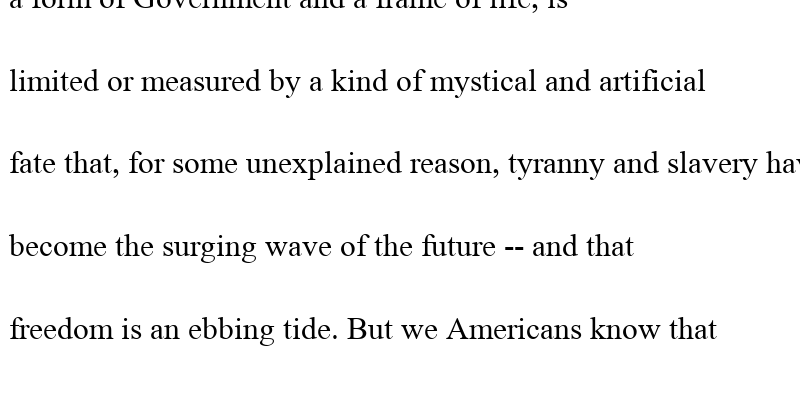 a form of Government and a frame of life, is
limited or measured by a kind of mystical and artificial
fate that, for some unexplained reason, tyranny and slavery
become the surging wave of the future -- and that
freedom is an ebbing tide. But we Americans know that